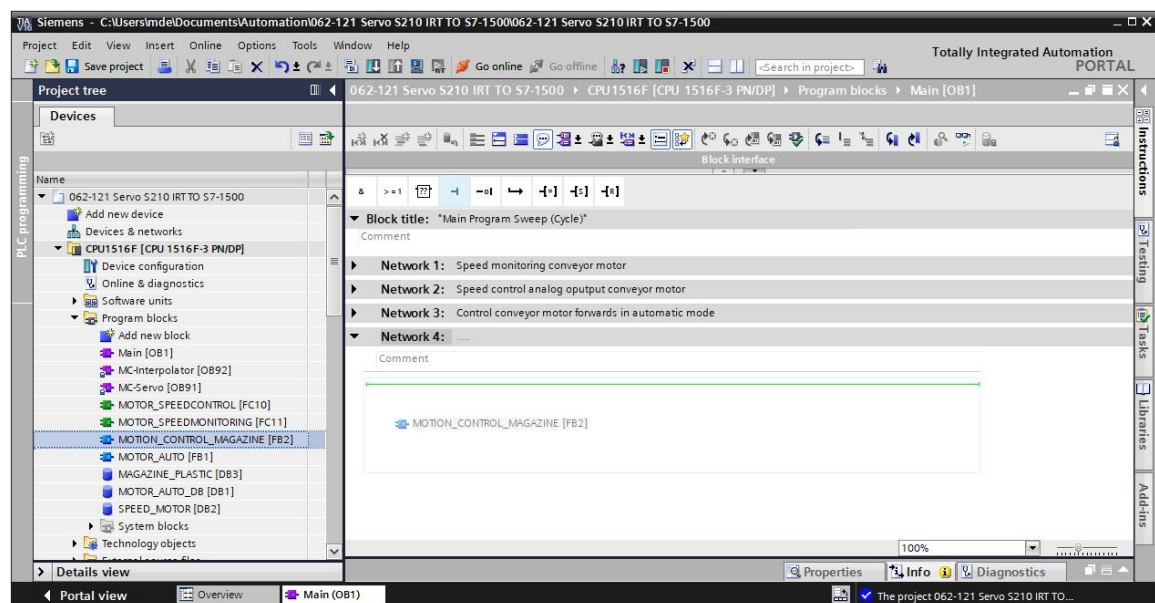 Siemens - C:\Users\mde\Documents\Automation\062-121 Servo S210 IRT TO S7-1500\062-121 Servo S210 IRT TO S7-1500
Project Edit View Insert Online Options Tools Window Help
Totally Integrated Automation
PORTAL
Save project Go online Go offline <Search in project>
Project tree
062-121 Servo S210 IRT TO S7-1500 CPU1516F [CPU 1516F-3 PN/DP] Program blocks Main [OB1]
Devices
Block interface
Name
& >=1 ??
062-121 Servo S210 IRT TO S7-1500
Block title: "Main Program Sweep (Cycle)"
Add new device
Comment
Devices & networks
CPU1516F [CPU 1516F-3 PN/DP]
Network 1: Speed monitoring conveyor motor
Device configuration
Online & diagnostics
Network 2: Speed control analog oputput conveyor motor
Software units
Program blocks
Network 3: Control conveyor motor forwards in automatic mode
Add new block
Network 4: .....
Main [OB1]
Comment
MC-Interpolator [OB92]
MC-Servo [OB91]
MOTOR_SPEEDCONTROL [FC10]
MOTOR_SPEEDMONITORING [FC11]
MOTION_CONTROL_MAGAZINE [FB2]
MOTION_CONTROL_MAGAZINE [FB2]
MOTOR_AUTO [FB1]
MAGAZINE_PLASTIC [DB3]
MOTOR_AUTO_DB [DB1]
SPEED_MOTOR [DB2]
System blocks
Technology objects
100%
Details view
Properties Info Diagnostics
Portal view Overview Main (OB1)
The project 062-121 Servo S210 IRT TO...
PLC programming
Instructions
Testing
Tasks
Libraries
Add-ins